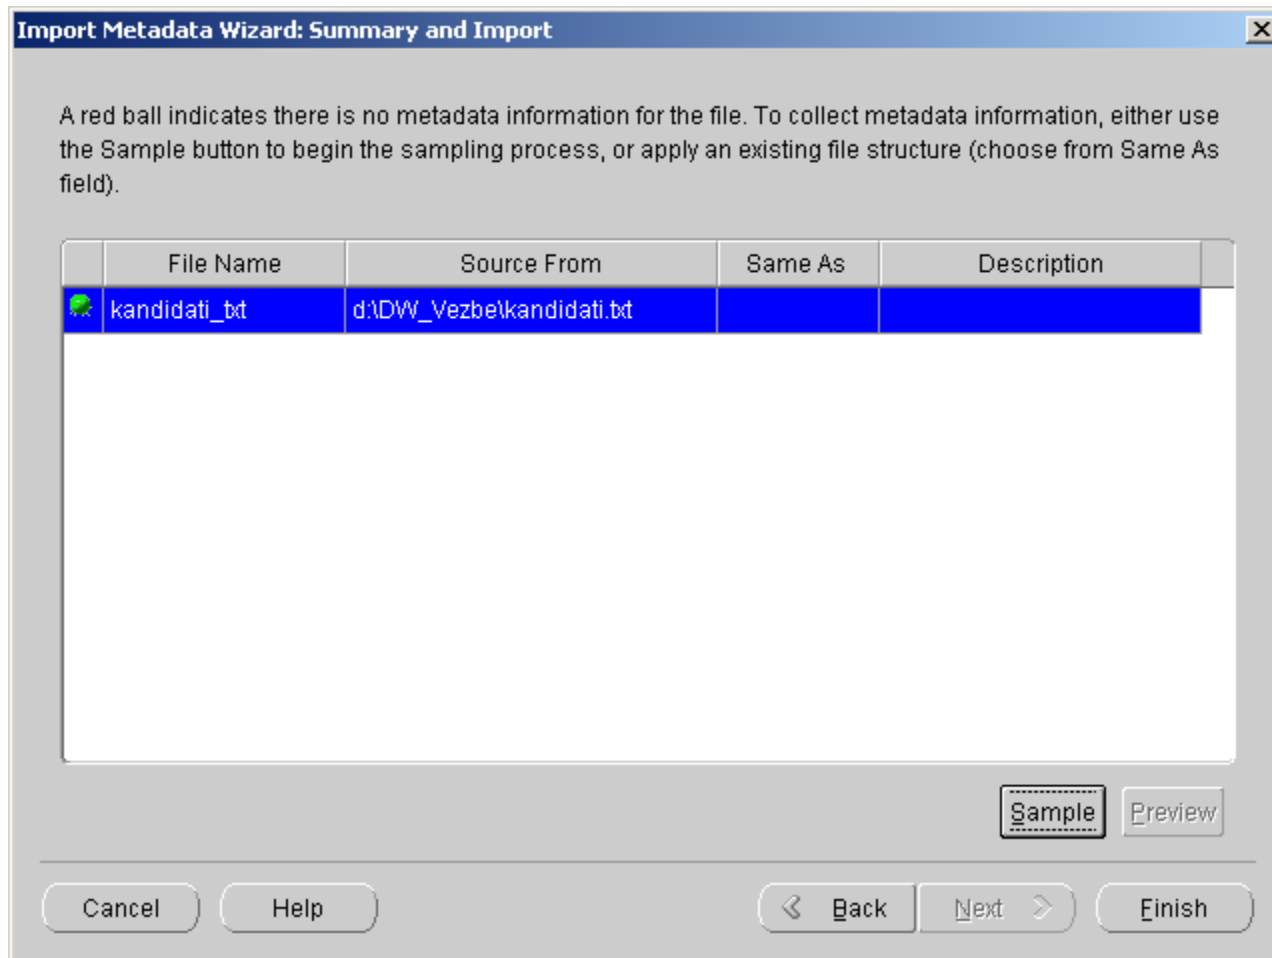 Import Metadata Wizard: Summary and Import
A red ball indicates there is no metadata information for the file. To collect metadata information, either use
the Sample button to begin the sampling process, or apply an existing file structure (choose from Same As
field).
File Name Source From Same As Description
kandidati_txt d:\DW_Vezbe\kandidati.txt
Sample Preview
Cancel Help Back Next Finish